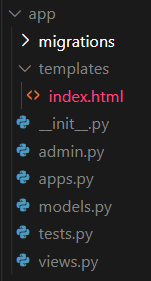 app
migrations
templates
index.html
__init__.py
admin.py
apps.py
models.py
tests.py
views.py